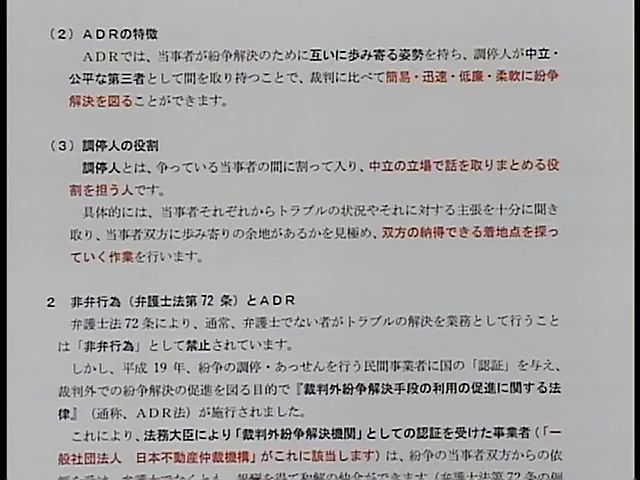 （２）ＡＤＲの特徴
ＡＤＲでは、当事者が紛争解決のために互いに歩み寄る姿勢を持ち、調停人が中立・
公平な第三者として間を取り持つことで、裁判に比べて簡易・迅速・低廉・柔軟に紛争
解決を図ることができます。
（３）調停人の役割
調停人とは、争っている当事者の間に割って入り、中立の立場で話を取りまとめる役
割を担う人です。
具体的には、当事者それぞれからトラブルの状況やそれに対する主張を十分に聞き
取り、当事者双方に歩み寄りの余地があるかを見極め、双方の納得できる着地点を探っ
ていく作業を行います。
２ 非弁行為（弁護士法第 72 条）とＡＤＲ
弁護士法 72 条により、通常、弁護士でない者がトラブルの解決を業務として行うこと
は「非弁行為」として禁止されています。
しかし、平成 19 年、紛争の調停・あっせんを行う民間事業者に国の「認証」を与え、
裁判外での紛争解決の促進を図る目的で『裁判外紛争解決手段の利用の促進に関する法
律』（通称、ＡＤＲ法）が施行されました。
これにより、法務大臣により「裁判外紛争解決機関」としての認証を受けた事業者（「一
般社団法人 日本不動産仲裁機構」がこれに該当します）は、紛争の当事者双方からの依